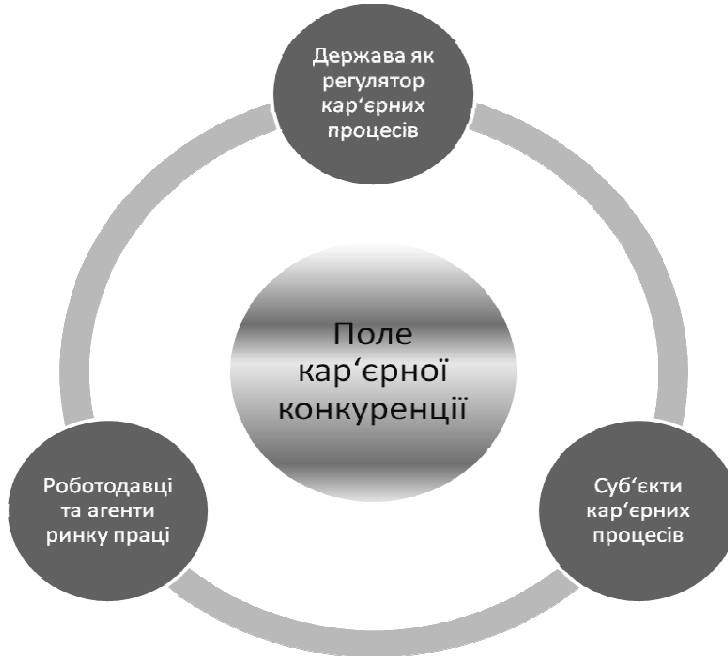 Держава як
регулятор
кар‘єрних
процесів
Поле
кар‘єрної
конкуренції
Роботодавці
та агенти
ринку праці
Суб‘єкти
кар‘єрних
процесів